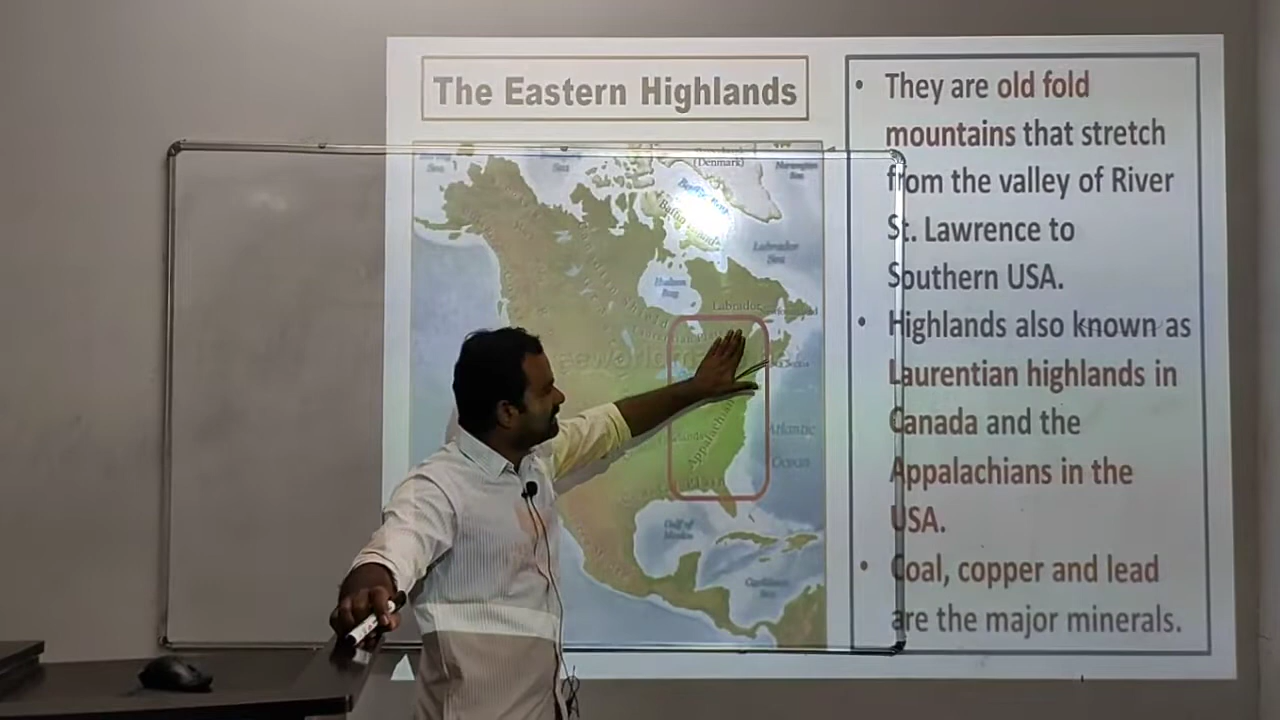 The Eastern Highlands
• They are old fold
mountains that stretch
from the valley of River
St. Lawrence to
Southern USA.
• Highlands also known as
Laurentian highlands in
Canada and the
Appalachians in the
USA.
• Coal, copper and lead
are the major minerals.
(Denmark)
Labrador
Sea
Hudson
Bay
Labrador
Appalachian
Atlantic
Ocean
Gulf of
Mexico
Caribbean
Sea